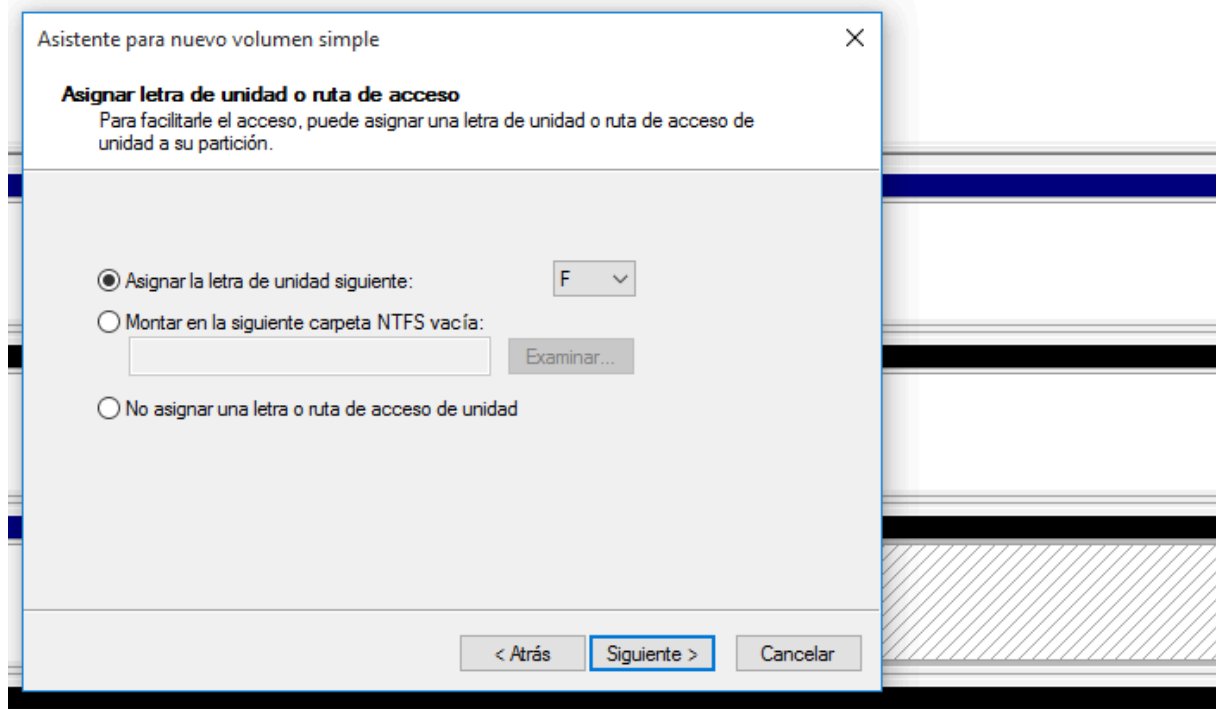 Asistente para nuevo volumen simple
Asignar letra de unidad o ruta de acceso
Para facilitarle el acceso, puede asignar una letra de unidad o ruta de acceso de
unidad a su partición.
Asignar la letra de unidad siguiente: F
Montar en la siguiente carpeta NTFS vacía:
Examinar...
No asignar una letra o ruta de acceso de unidad
< Atrás Siguiente > Cancelar